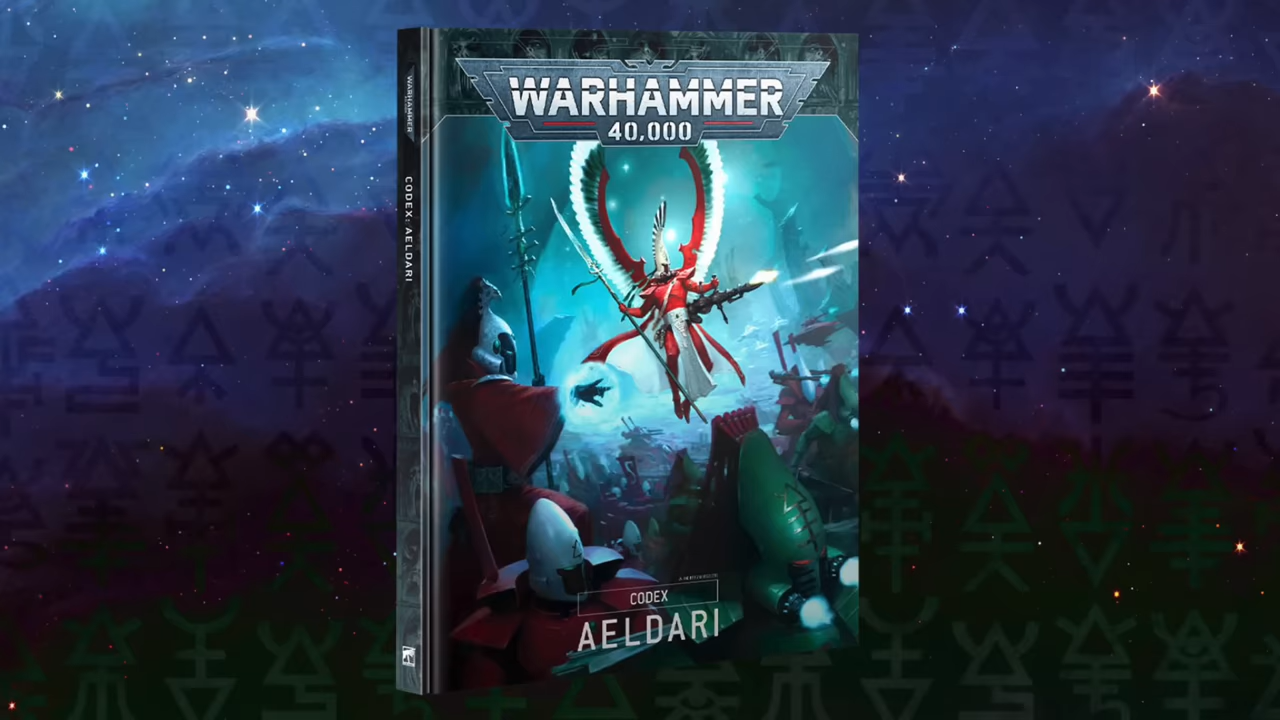 WARHAMMER
40,000
CODEX
AELDARI
WARHAMMER
CODEX: AELDARI